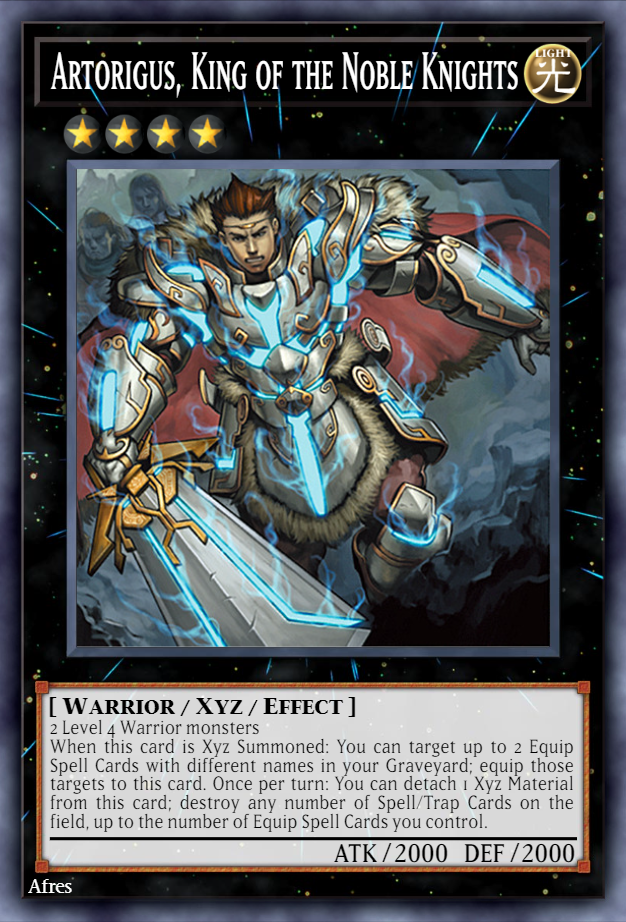 Artorigus, King of the Noble Knights
LIGHT
光
[ Warrior / Xyz / Effect ]
2 Level 4 Warrior monsters
When this card is Xyz Summoned: You can target up to 2 Equip
Spell Cards with different names in your Graveyard; equip those
targets to this card. Once per turn: You can detach 1 Xyz Material
from this card; destroy any number of Spell/Trap Cards on the
field, up to the number of Equip Spell Cards you control.
ATK/2000 DEF/2000
Afres